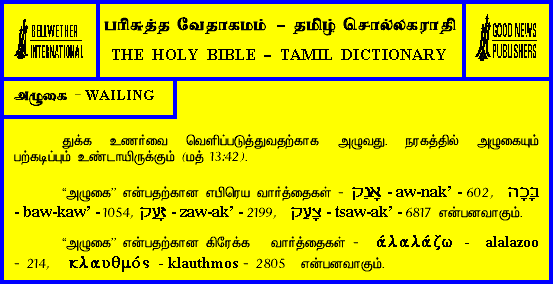 BELLWETHER
INTERNATIONAL
பரிசுத்த வேதாகமம் - தமிழ் சொல்லகராதி
THE HOLY BIBLE - TAMIL DICTIONARY
GOOD NEWS
PUBLISHERS
அழுகை - WAILING
துக்க உணர்வை வெளிப்படுத்துவதற்காக அழுவது. நரகத்தில் அழுகையும்
பற்கடிப்பும் உண்டாயிருக்கும் (மத் 13:42).
“அழுகை” என்பதற்கான எபிரெய வார்த்தைகள் - אָנַק - aw-nak’ - 602, בָּכָה
- baw-kaw’ - 1054, זָעַק - zaw-ak’ - 2199, צָעַק - tsaw-ak’ - 6817 என்பனவாகும்.
“அழுகை” என்பதற்கான கிரேக்க வார்த்தைகள் - άλαλάζω - alalazoo
- 214, κλαυθμός - klauthmos - 2805 என்பனவாகும்.